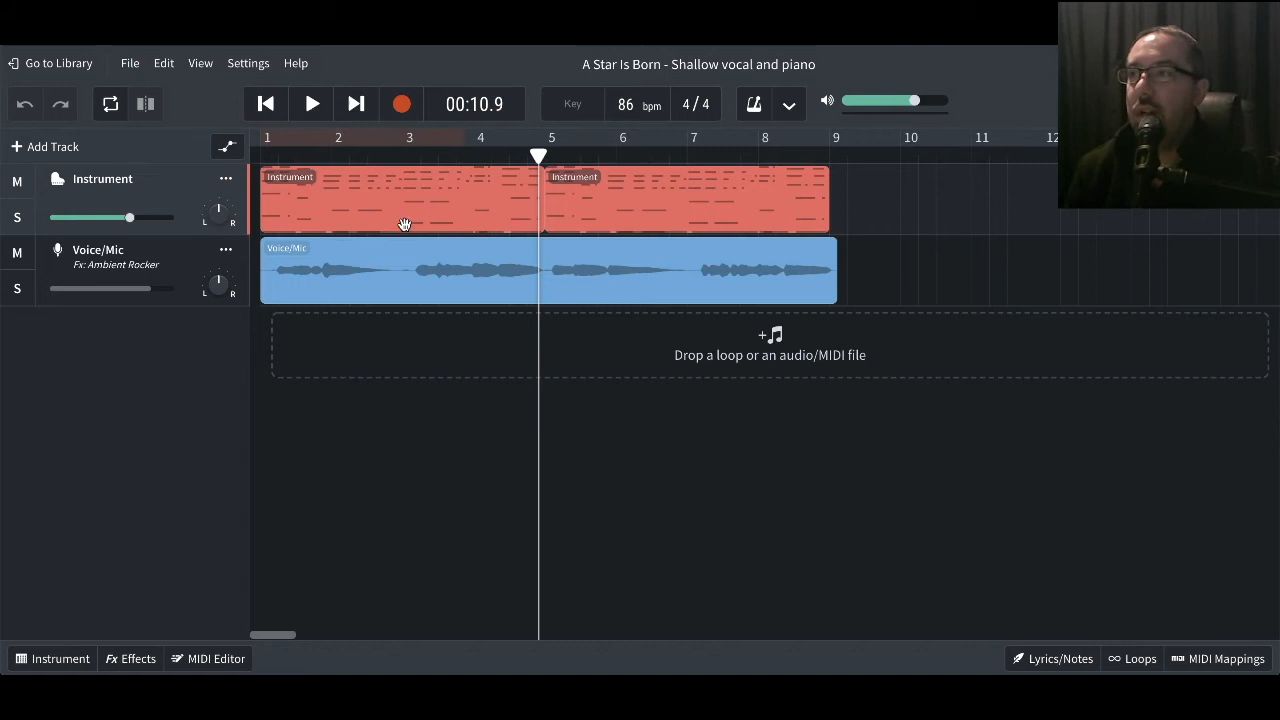 Go to Library File Edit View Settings Help A Star Is Born - Shallow vocal and piano
00:10.9 Key 86 bpm 4 / 4
+ Add Track 1 2 3 4 5 6 7 8 9 10 11 12
M Instrument ... Instrument Instrument
S L R
M Voice/Mic ... Voice/Mic
Fx: Ambient Rocker
S L R
Drop a loop or an audio/MIDI file
Instrument Fx Effects MIDI Editor Lyrics/Notes Loops MIDI Mappings